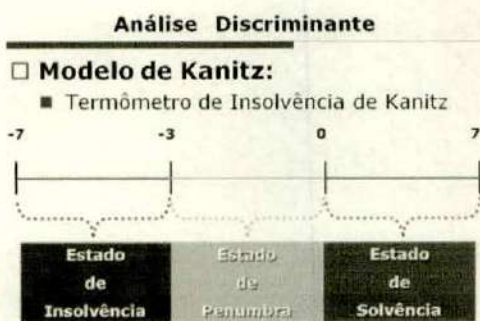 Análise Discriminante
Modelo de Kanitz:
Termômetro de Insolvência de Kanitz
-7 -3 0 7
Estado de Insolvência
Estado de Penumbra
Estado de Solvência